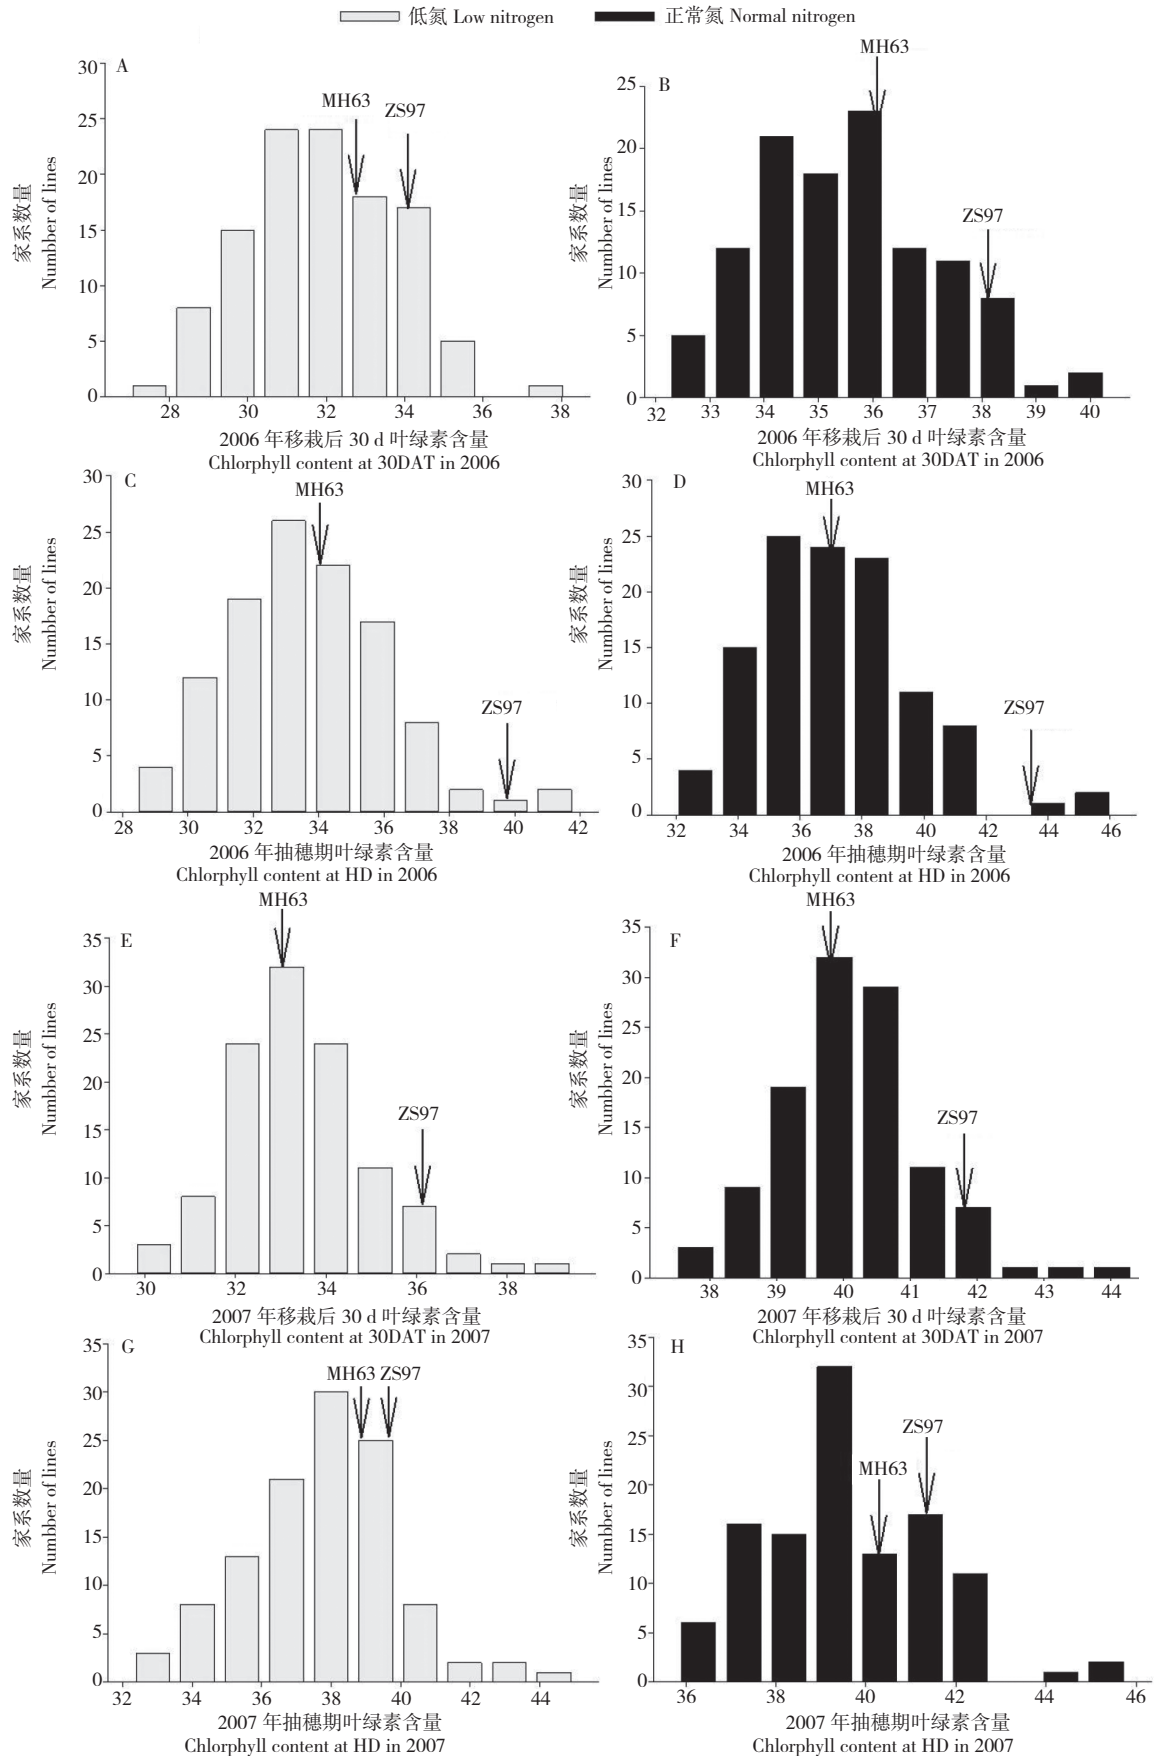 低氮 Low nitrogen 正常氮 Normal nitrogen
A
MH63
ZS97
30
25
20
15
10
5
0
家系数量
Numbber of lines
28 30 32 34 36 38
2006 年移栽后 30 d 叶绿素含量
Chlorphyll content at 30DAT in 2006
B
MH63
ZS97
25
20
15
10
5
0
家系数量
Numbber of lines
32 33 34 35 36 37 38 39 40
2006 年移栽后 30 d 叶绿素含量
Chlorphyll content at 30DAT in 2006
C
MH63
ZS97
30
25
20
15
10
5
0
家系数量
Numbber of lines
28 30 32 34 36 38 40 42
2006 年抽穗期叶绿素含量
Chlorphyll content at HD in 2006
D
MH63
ZS97
30
25
20
15
10
5
0
家系数量
Numbber of lines
32 34 36 38 40 42 44 46
2006 年抽穗期叶绿素含量
Chlorphyll content at HD in 2006
E
MH63
ZS97
35
30
25
20
15
10
5
0
家系数量
Numbber of lines
30 32 34 36 38
2007 年移栽后 30 d 叶绿素含量
Chlorphyll content at 30DAT in 2007
F
MH63
ZS97
35
30
25
20
15
10
5
0
家系数量
Numbber of lines
38 39 40 41 42 43 44
2007 年移栽后 30 d 叶绿素含量
Chlorphyll content at 30DAT in 2007
G
MH63 ZS97
35
30
25
20
15
10
5
0
家系数量
Numbber of lines
32 34 36 38 40 42 44
2007 年抽穗期叶绿素含量
Chlorphyll content at HD in 2007
H
ZS97
MH63
35
30
25
20
15
10
5
0
家系数量
Numbber of lines
36 38 40 42 44 46
2007 年抽穗期叶绿素含量
Chlorphyll content at HD in 2007